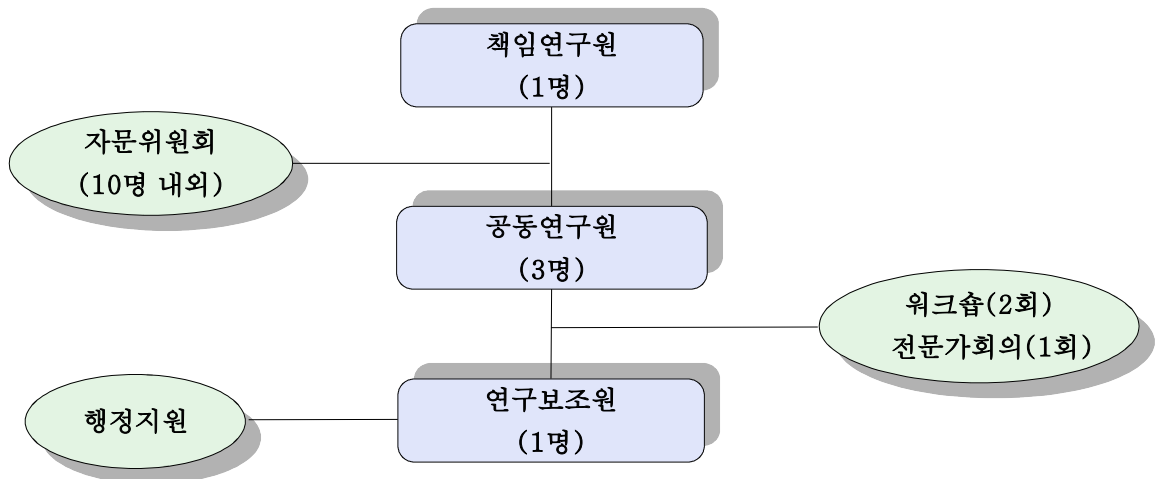 책임연구원
(1명)
자문위원회
(10명 내외)
공동연구원
(3명)
워크숍(2회)
전문가회의(1회)
연구보조원
(1명)
행정지원